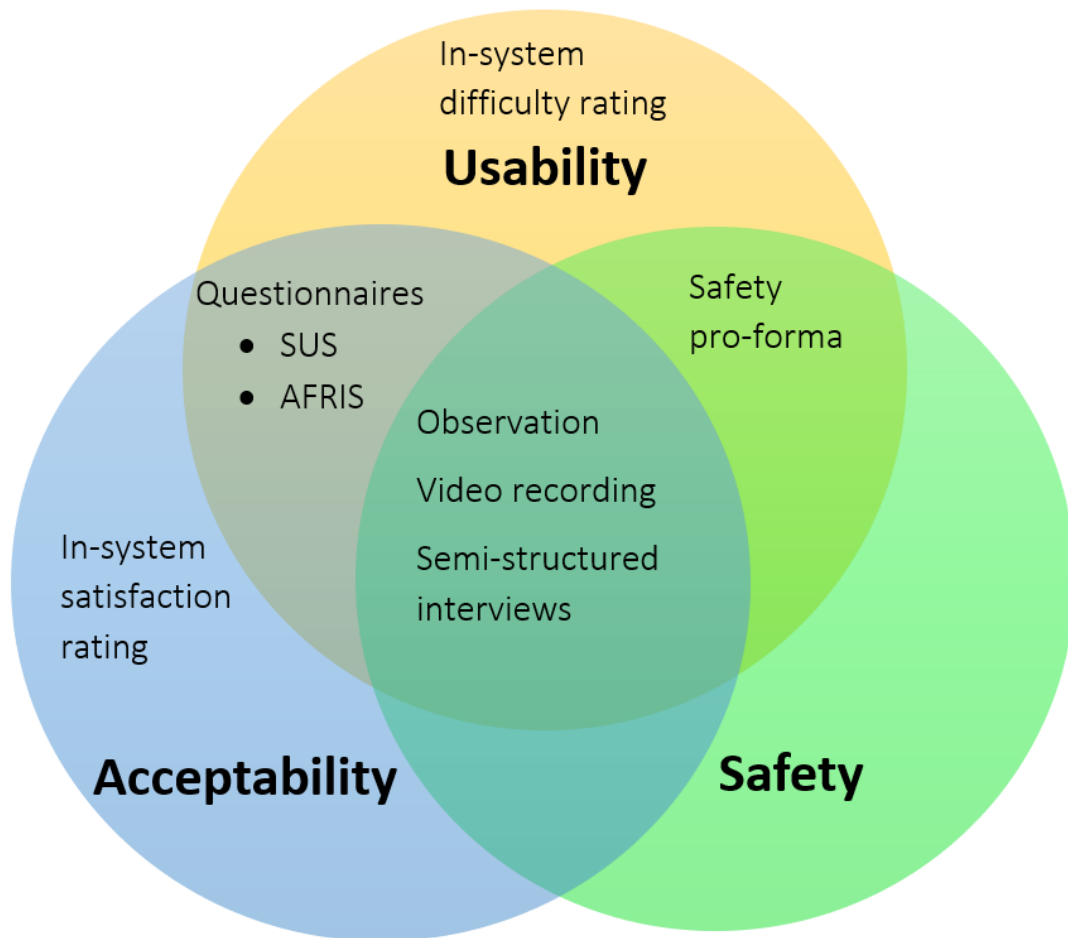 In-system
difficulty rating
Usability
Questionnaires
• SUS
• AFRIS
Safety
pro-forma
Observation
Video recording
Semi-structured
interviews
In-system
satisfaction
rating
Acceptability
Safety